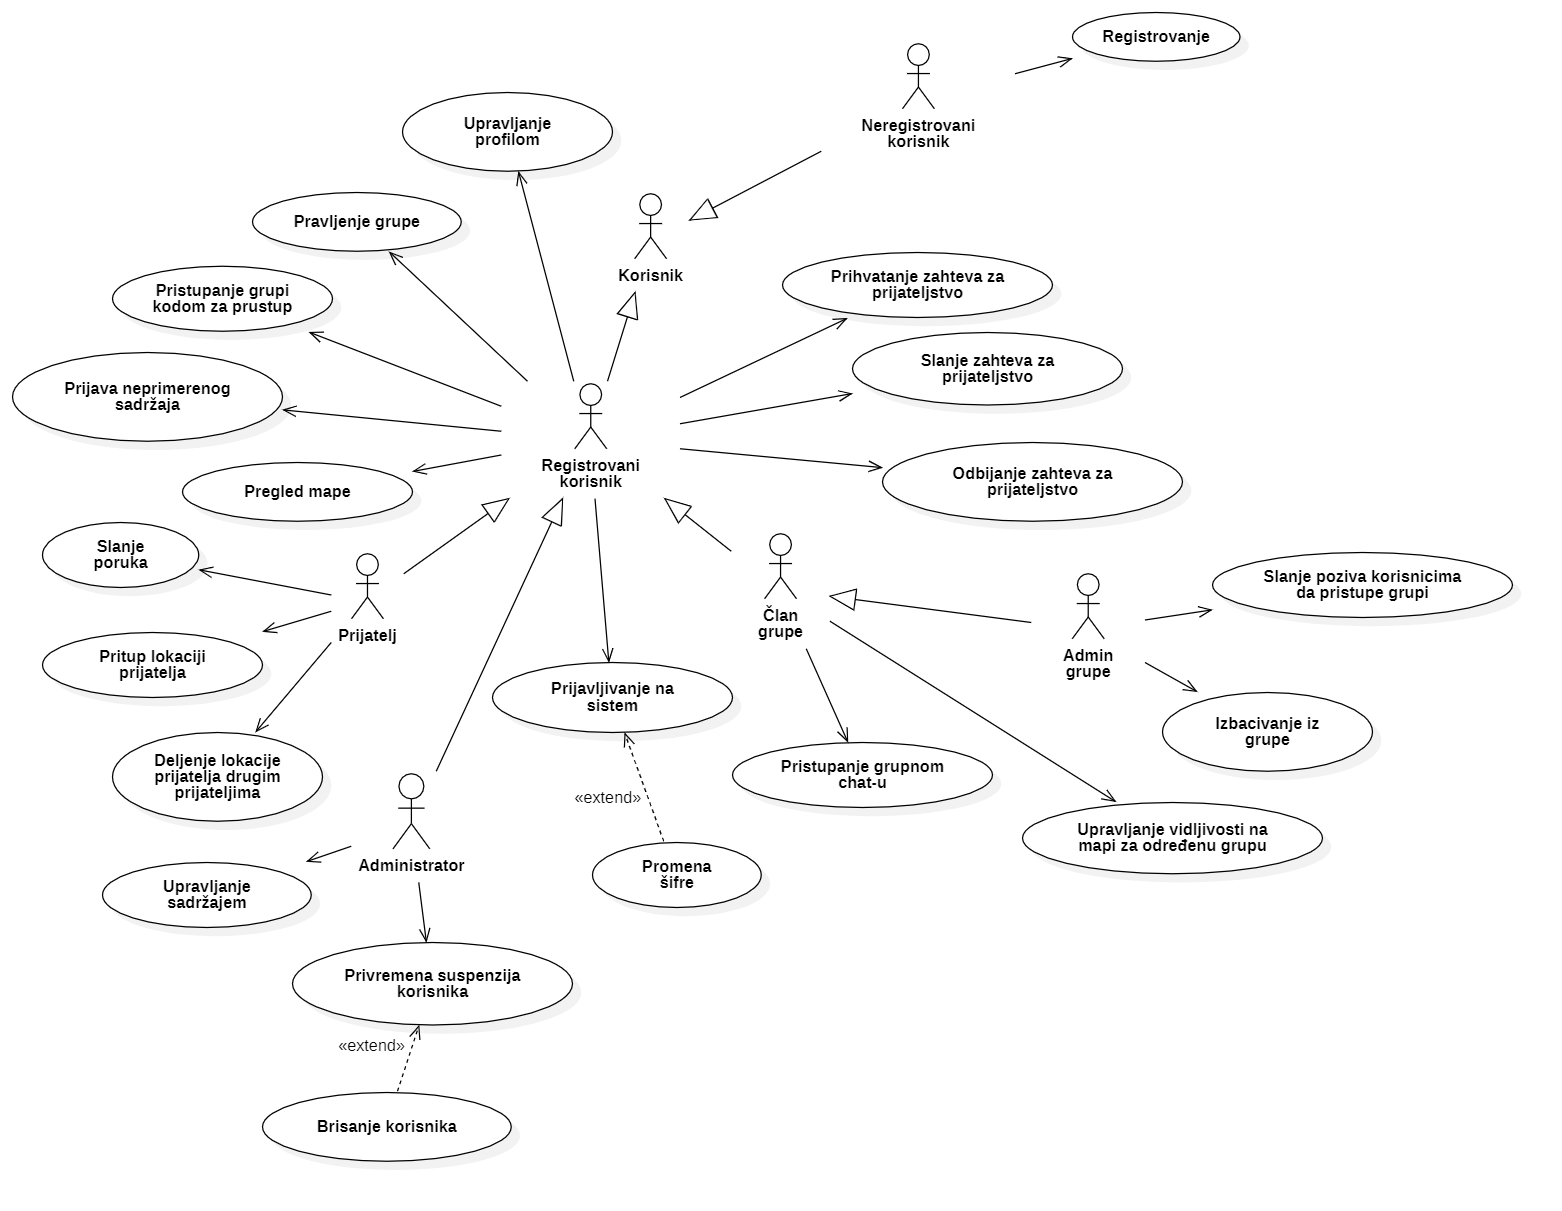 Registrovanje
Neregistrovani
korisnik
Upravljanje
profilom
Pravljenje grupe
Korisnik
Pristupanje grupi
kodom za prustup
Prihvatanje zahteva za
prijateljstvo
Slanje zahteva za
prijateljstvo
Prijava neprimerenog
sadržaja
Registrovani
korisnik
Odbijanje zahteva za
prijateljstvo
Pregled mape
Slanje
poruka
Prijatelj
Član
grupe
Admin
grupe
Slanje poziva korisnicima
da pristupe grupi
Pritup lokaciji
prijatelja
Prijavljivanje na
sistem
Izbacivanje iz
grupe
Deljenje lokacije
prijatelja drugim
prijateljima
Pristupanje grupnom
chat-u
«extend»
Upravljanje vidljivosti na
mapi za određenu grupu
Administrator
Promena
šifre
Upravljanje
sadržajem
Privremena suspenzija
korisnika
«extend»
Brisanje korisnika